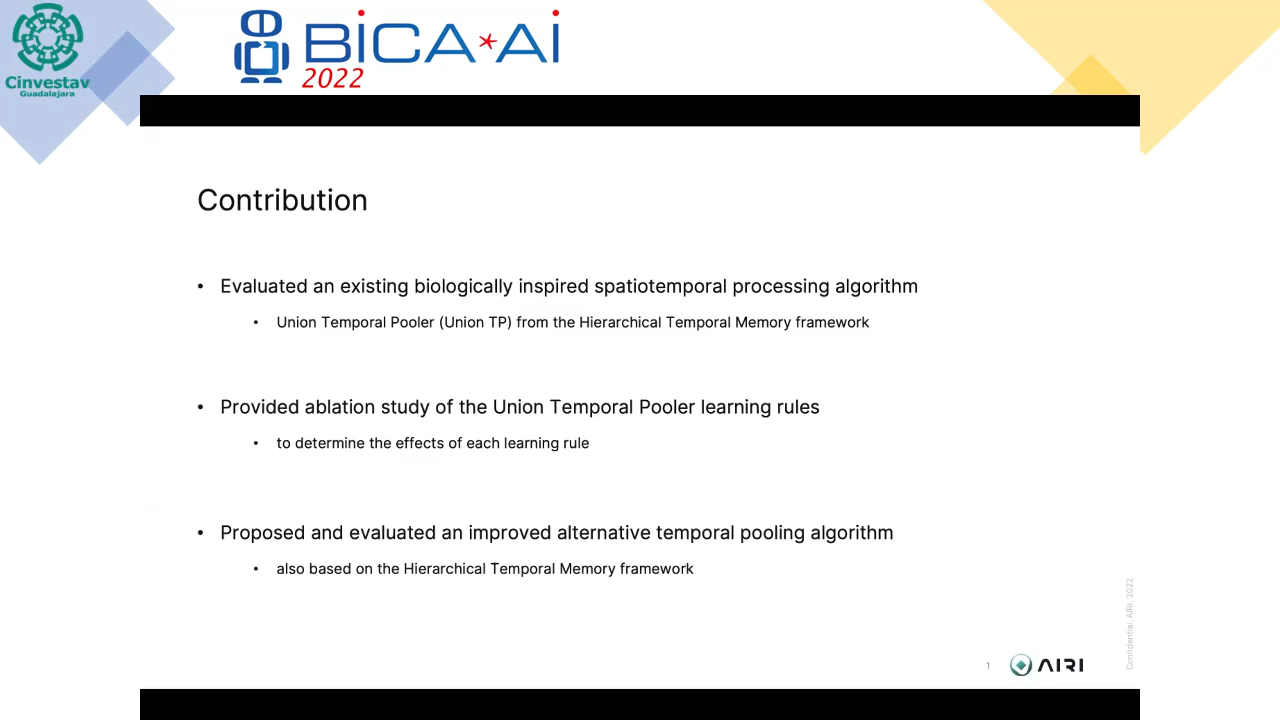 Cinvestav
Guadalajara
BiCA*Ai
2022
Contribution
• Evaluated an existing biologically inspired spatiotemporal processing algorithm
• Union Temporal Pooler (Union TP) from the Hierarchical Temporal Memory framework
• Provided ablation study of the Union Temporal Pooler learning rules
• to determine the effects of each learning rule
• Proposed and evaluated an improved alternative temporal pooling algorithm
• also based on the Hierarchical Temporal Memory framework
Confidential, AIRI. 2022
1
AIRI